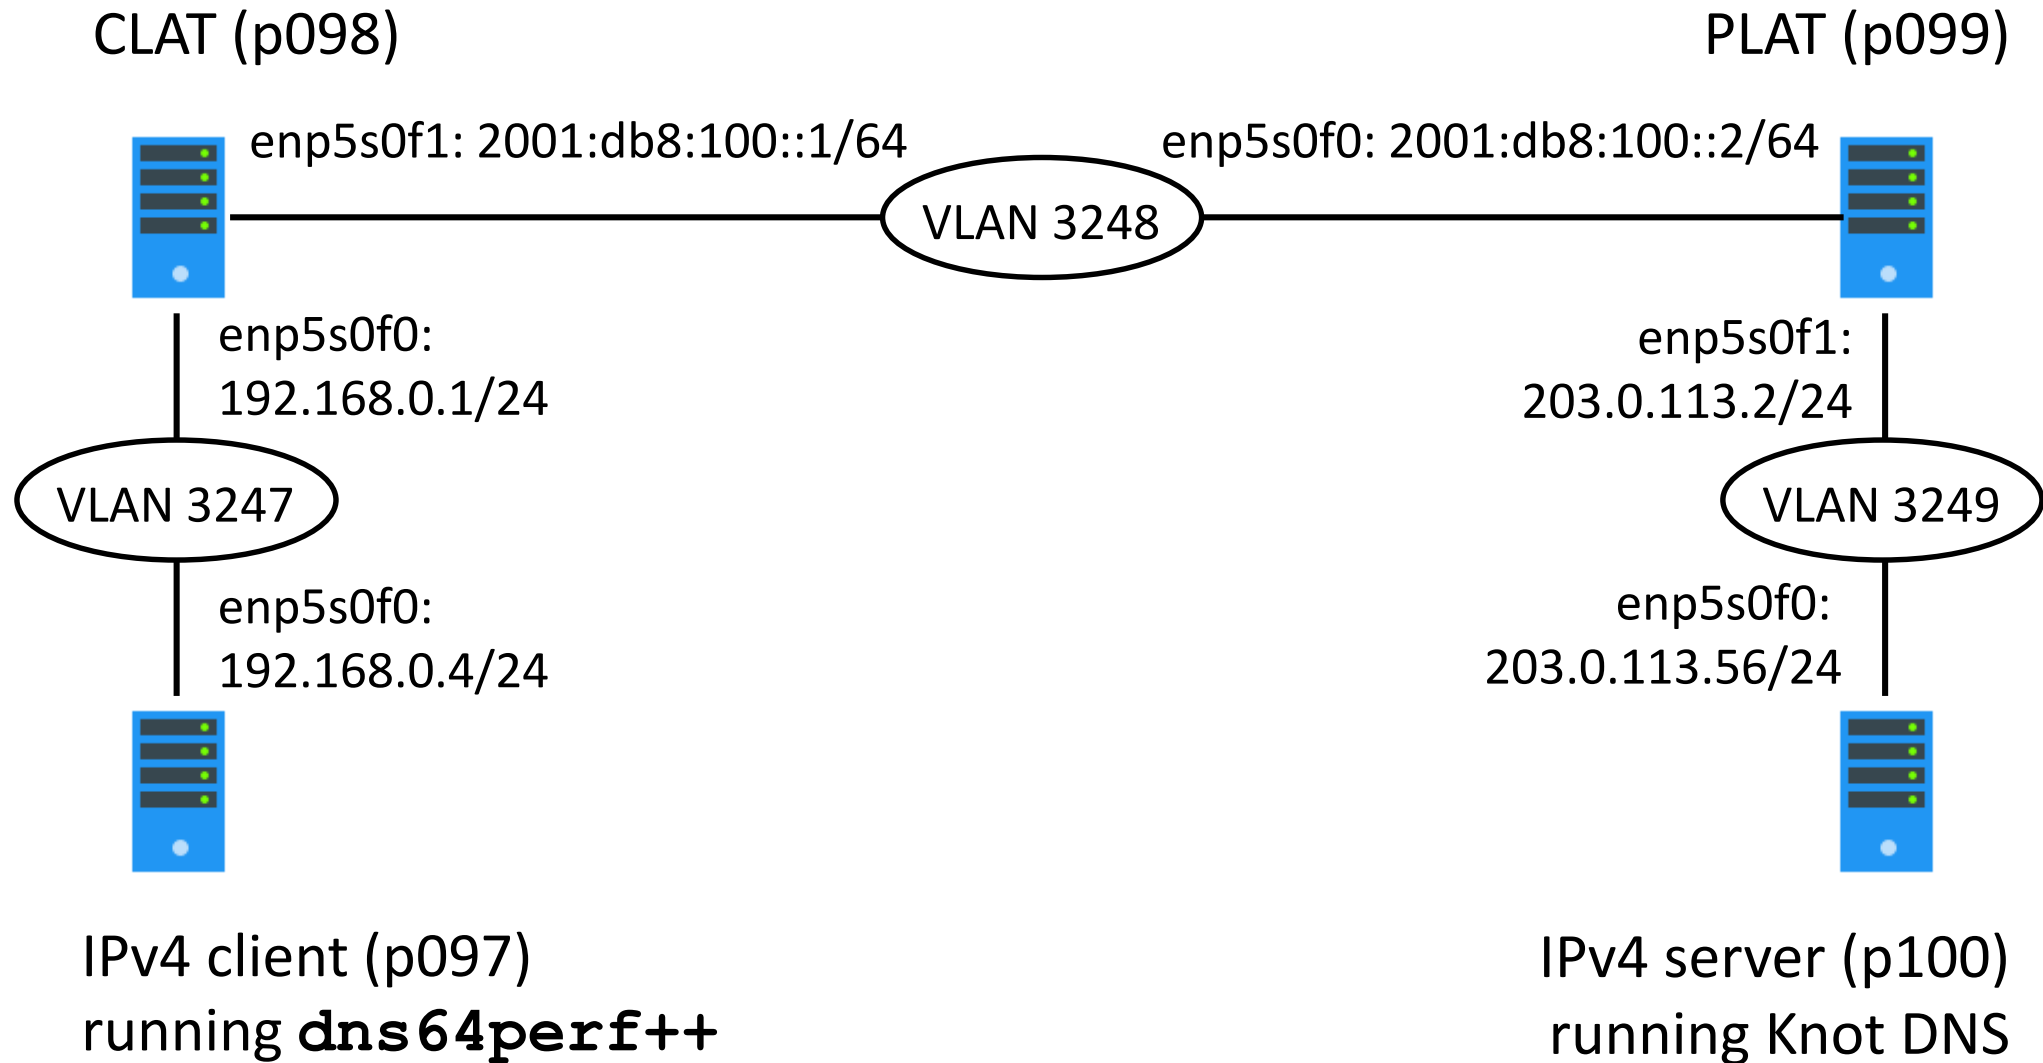 CLAT (p098)
PLAT (p099)
enp5s0f1: 2001:db8:100::1/64
enp5s0f0: 2001:db8:100::2/64
VLAN 3248
enp5s0f0:
192.168.0.1/24
enp5s0f1:
203.0.113.2/24
VLAN 3247
VLAN 3249
enp5s0f0:
192.168.0.4/24
enp5s0f0:
203.0.113.56/24
IPv4 client (p097)
running dns64perf++
IPv4 server (p100)
running Knot DNS